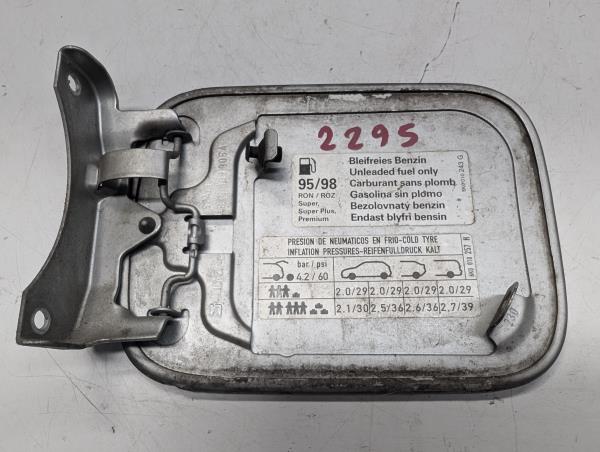 2295
Bleifreies Benzin
Unleaded fuel only
Carburant sans plomb
Gasolina sin plomo
Bezolovnatý benzin
Endast blyfri bensin
95/98
RON / ROZ
Super,
Super Plus,
Premium
PRESION DE NEUMATICOS EN FRIO-COLD TYRE
INFLATION PRESSURES-REIFENFULLDRUCK KALT
bar / psi
4.2 / 60
2.0/29 2.0/29 2.0/29 2.0/29
2.1/30 2,5/36 2,6/36 2,7/39